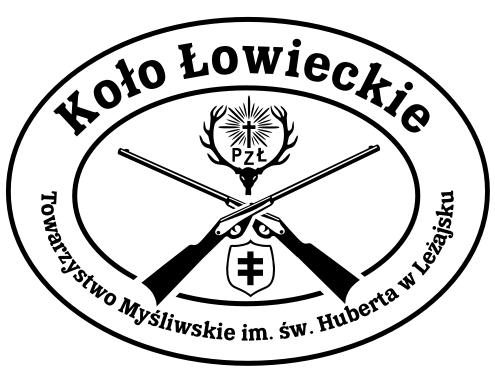 Koło Łowieckie
PZŁ
Towarzystwo Myśliwskie im. św. Huberta w Leżajsku